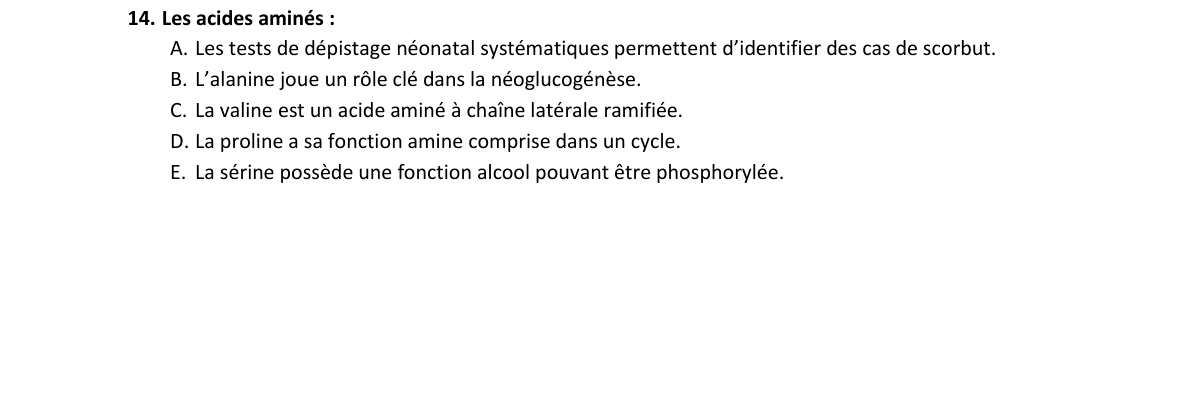 14. Les acides aminés :
A. Les tests de dépistage néonatal systématiques permettent d’identifier des cas de scorbut.
B. L’alanine joue un rôle clé dans la néoglucogénèse.
C. La valine est un acide aminé à chaîne latérale ramifiée.
D. La proline a sa fonction amine comprise dans un cycle.
E. La sérine possède une fonction alcool pouvant être phosphorylée.